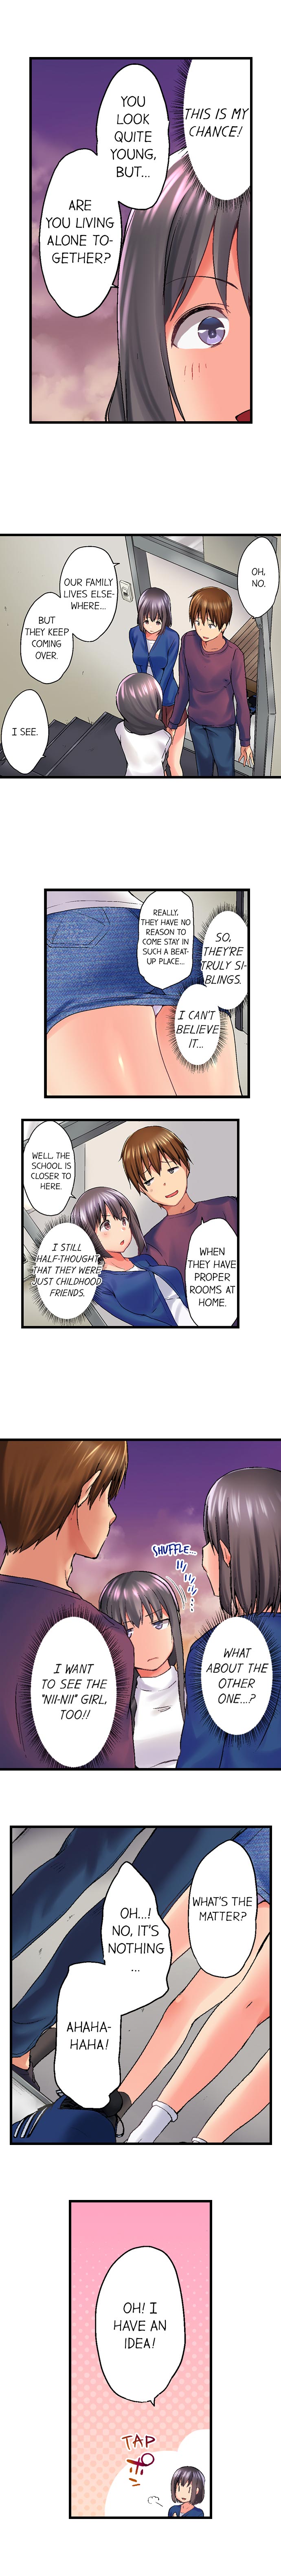 THIS IS MY
CHANCE!
YOU
LOOK
QUITE
YOUNG,
BUT...
ARE
YOU LIVING
ALONE TO-
GETHER?
OH,
NO.
OUR FAMILY
LIVES ELSE-
WHERE...
BUT
THEY KEEP
COMING
OVER.
I SEE.
SO,
THEY'RE
TRULY SI-
BLINGS.
REALLY,
THEY HAVE NO
REASON TO
COME STAY IN
SUCH A BEAT-
UP PLACE...
I CAN'T
BELIEVE
IT...
WHEN
THEY HAVE
PROPER
ROOMS AT
HOME.
WELL, THE
SCHOOL IS
CLOSER TO
HERE.
I STILL
HALF-THOUGHT
THAT THEY WERE
JUST CHILDHOOD
FRIENDS.
SHUFFLE...
WHAT
ABOUT THE
OTHER
ONE...?
I WANT
TO SEE THE
"NII-NII" GIRL,
TOO!!
WHAT'S THE
MATTER?
OH...!
NO, IT'S
NOTHING
...
AHAHA-
HAHA!
OH! I
HAVE AN
IDEA!
TAP